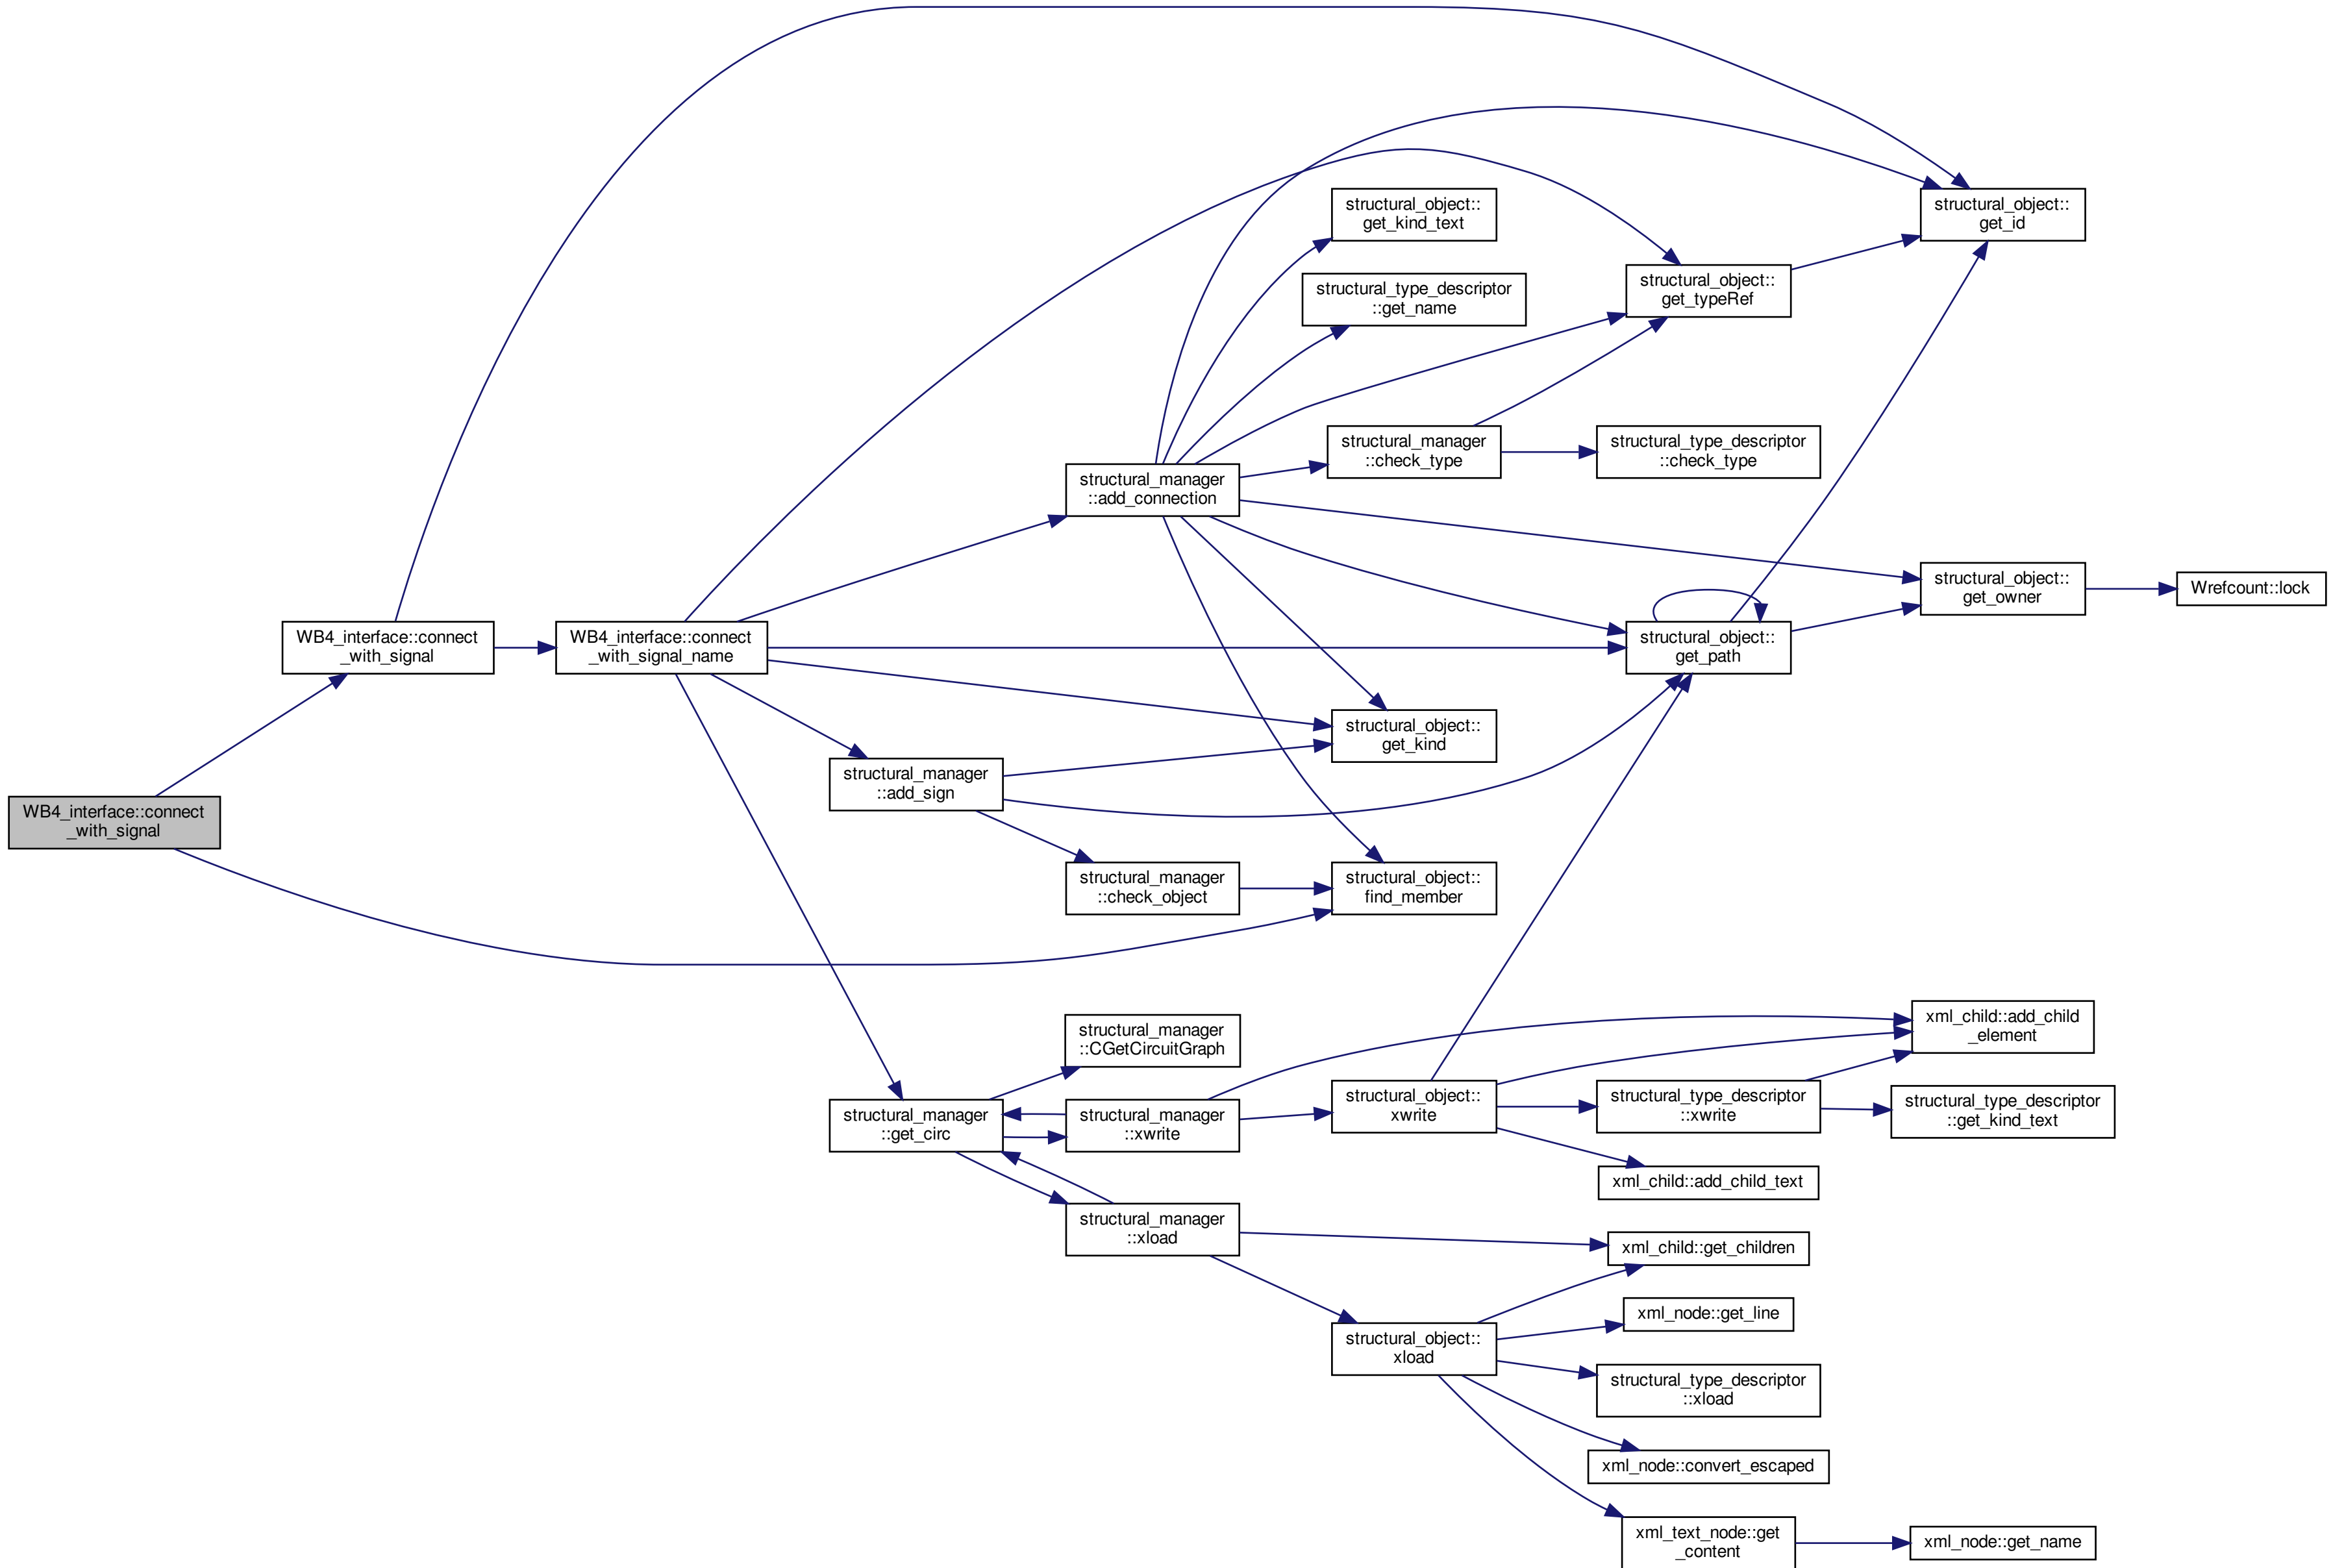 WB4_interface::connect
_with_signal
WB4_interface::connect
_with_signal
WB4_interface::connect
_with_signal_name
structural_manager
::add_connection
structural_manager
::add_sign
structural_manager
::check_object
structural_manager
::get_circ
structural_manager
::CGetCircuitGraph
structural_manager
::xwrite
structural_manager
::xload
structural_object::
get_kind_text
structural_type_descriptor
::get_name
structural_manager
::check_type
structural_object::
get_kind
structural_object::
find_member
structural_object::
xwrite
structural_object::
xload
structural_object::
get_typeRef
structural_type_descriptor
::check_type
structural_object::
get_path
structural_type_descriptor
::xwrite
xml_child::add_child_text
xml_child::get_children
xml_node::get_line
structural_type_descriptor
::xload
xml_node::convert_escaped
xml_text_node::get
_content
structural_object::
get_id
structural_object::
get_owner
Wrefcount::lock
xml_child::add_child
_element
structural_type_descriptor
::get_kind_text
xml_node::get_name